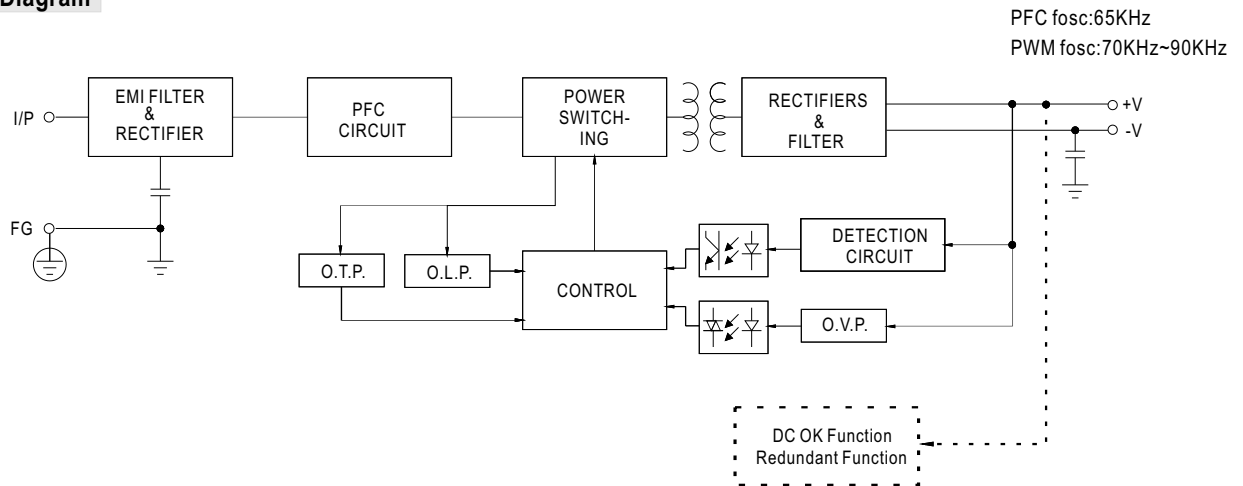 Diagram
PFC fosc:65KHz
PWM fosc:70KHz~90KHz
I/P
EMI FILTER
&
RECTIFIER
PFC
CIRCUIT
POWER
SWITCH-
ING
RECTIFIERS
&
FILTER
+V
-V
FG
O.T.P.
O.L.P.
CONTROL
DETECTION
CIRCUIT
O.V.P.
DC OK Function
Redundant Function